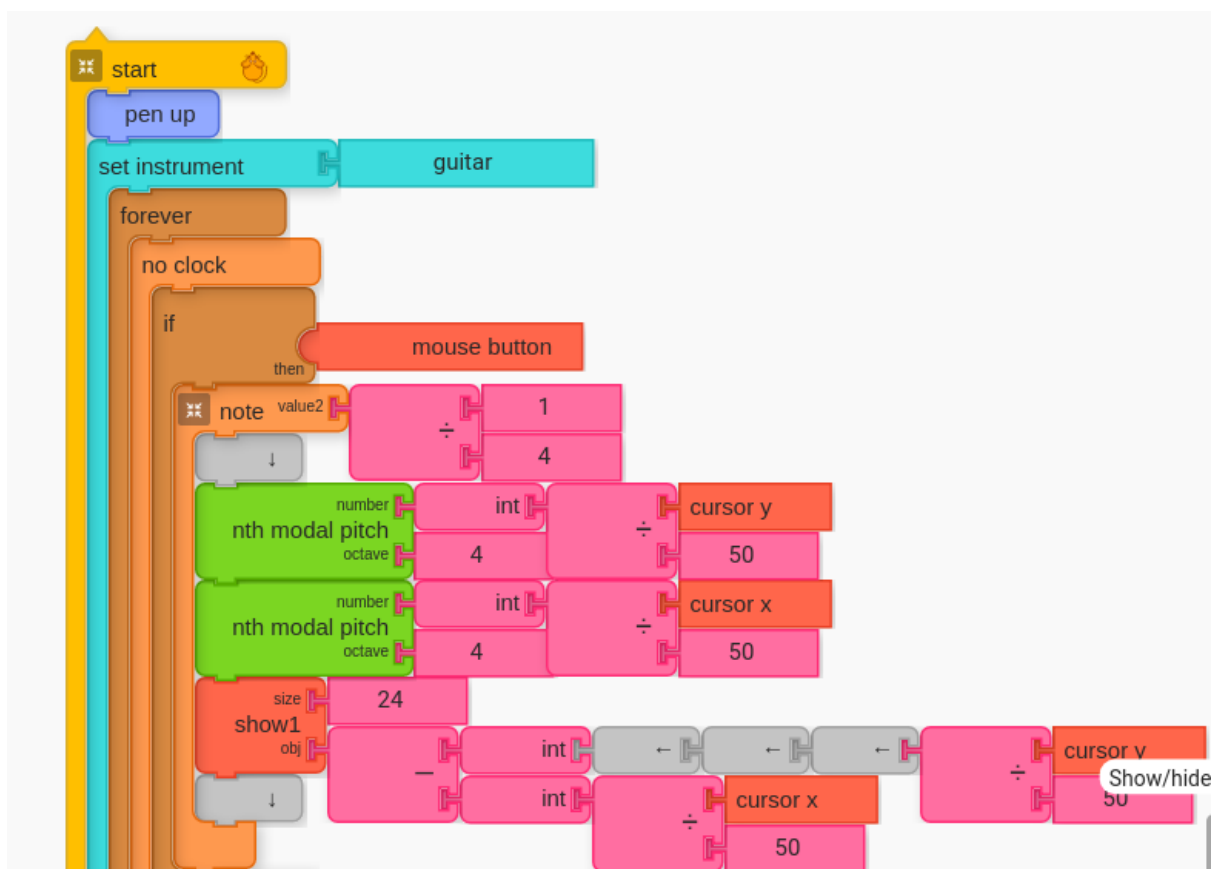 start
pen up
set instrument guitar
forever
no clock
if
mouse button
then
note value2 1
÷
4
↓
number int cursor y
nth modal pitch ÷
octave 4 50
number int cursor x
nth modal pitch ÷
octave 4 50
size 24
show1
obj int ← ← ← cursor y
− ÷
Show/hide
↓ int cursor x 50
÷
50